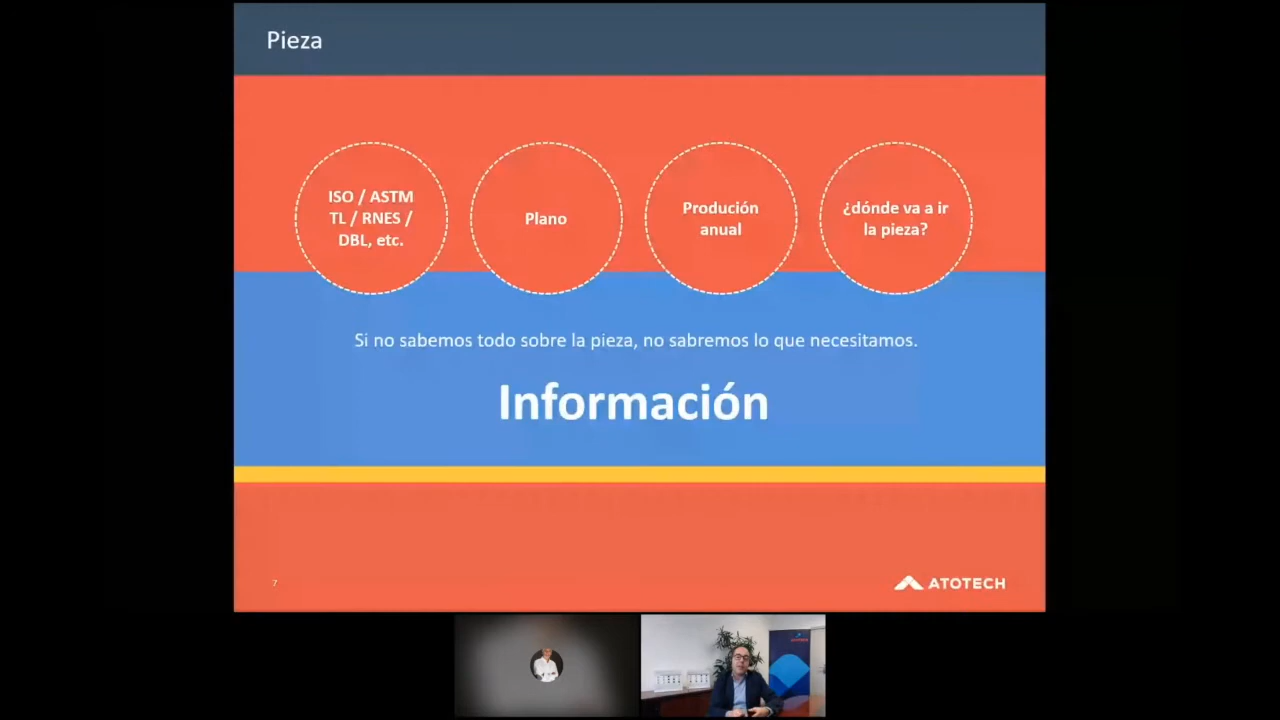 Pieza
ISO / ASTM
TL / RNES /
DBL, etc.
Plano
Produción
anual
¿dónde va a ir
la pieza?
Si no sabemos todo sobre la pieza, no sabremos lo que necesitamos.
Información
7
ATOTECH